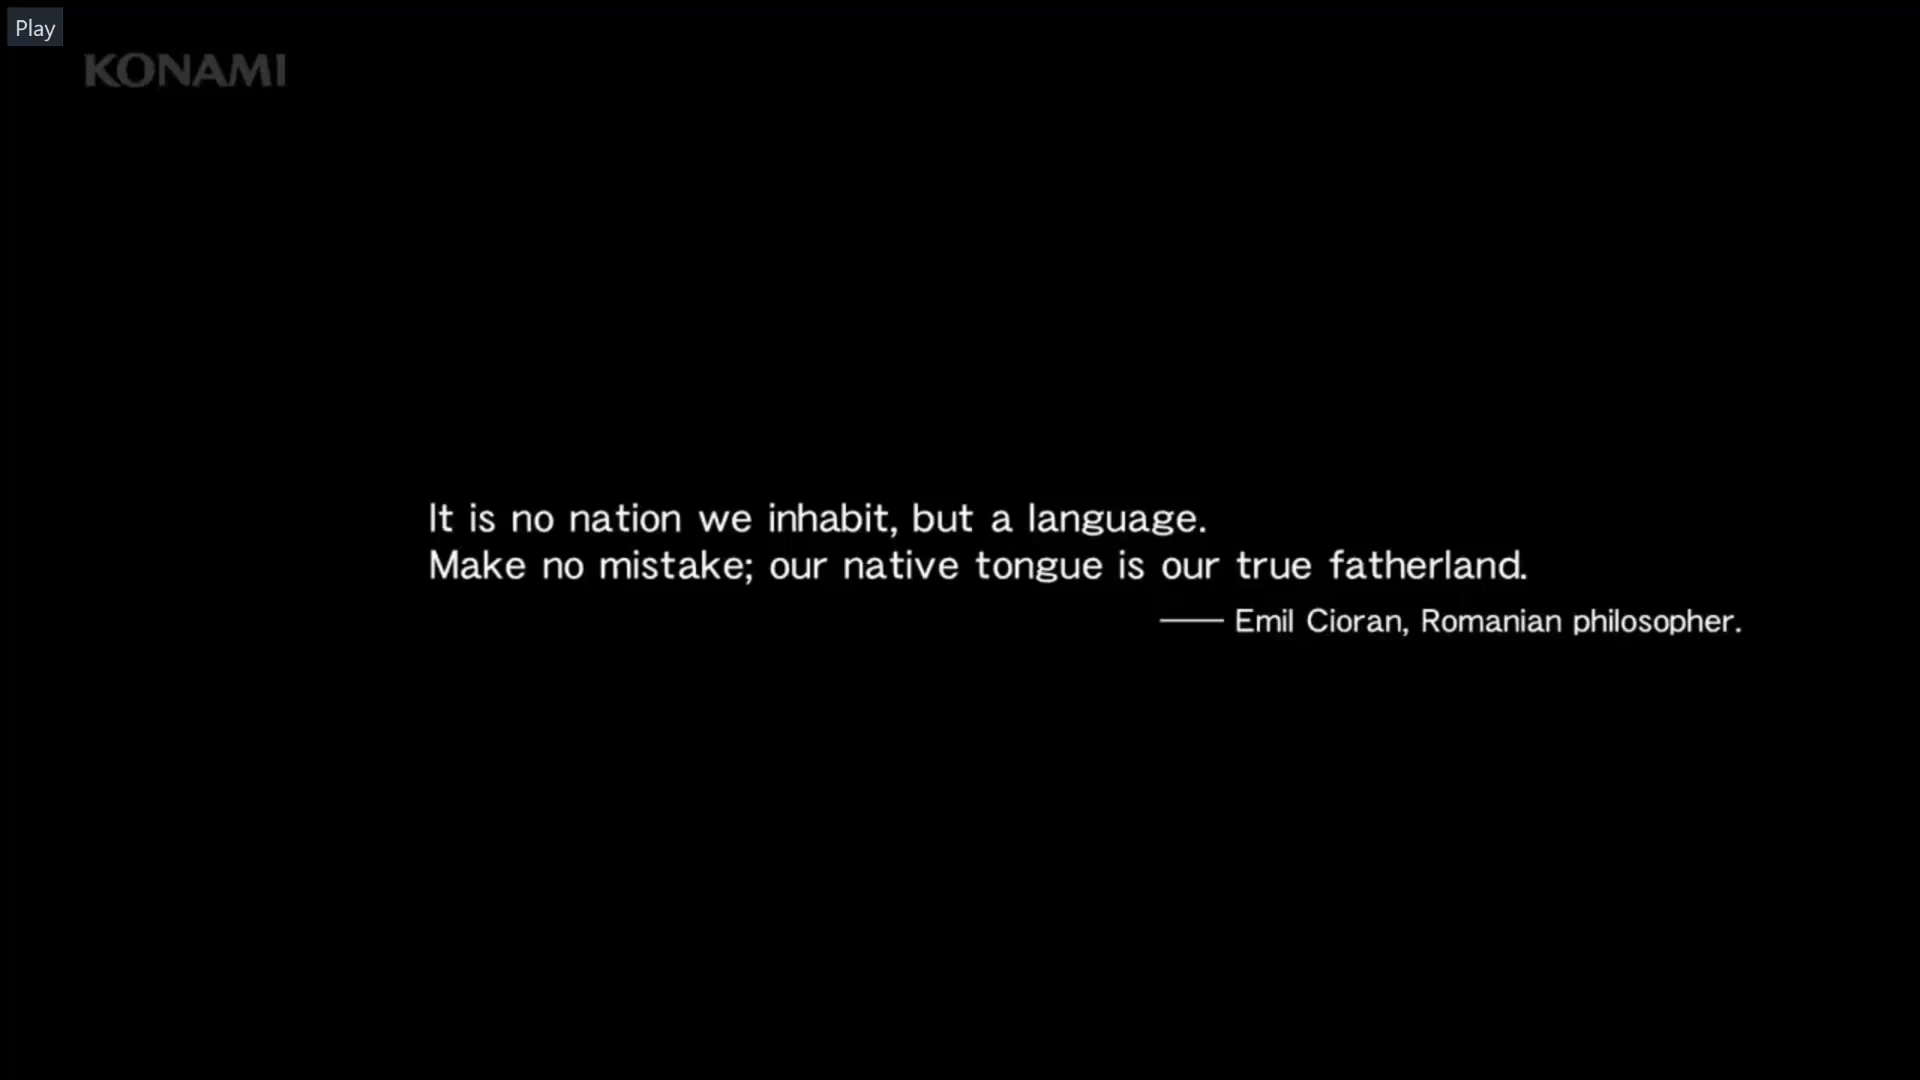 Play
KONAMI
It is no nation we inhabit, but a language.
Make no mistake; our native tongue is our true fatherland.
—— Emil Cioran, Romanian philosopher.